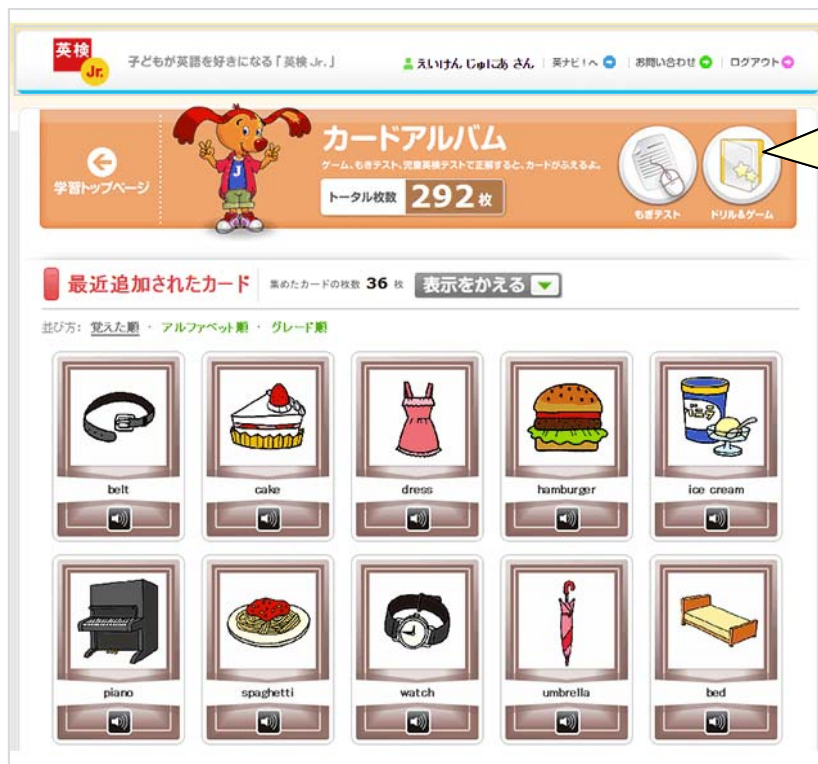 英検
Jr.
子どもが英語を好きになる「英検 Jr.」
えいけん じゅにあ さん
英ナビ!へ
お問い合わせ
ログアウト
カードアルバム
ゲーム、もぎテスト、児童英検テストで正解すると、カードがふえるよ。
学習トップページ
トータル枚数 292 枚
もぎテスト
ドリル&ゲーム
J
最近追加されたカード
集めたカードの枚数 36 枚
表示をかえる
並び方: 覚えた順 ・ アルファベット順 ・ グレード順
belt
cake
dress
hamburger
ice cream
バニラ
piano
spaghetti
watch
umbrella
bed